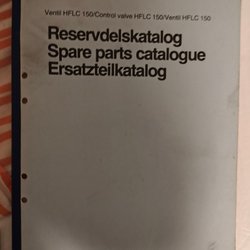 Ventil HFLC 150/Control valve HFLC 150/Ventil HFLC 150
Reservdelskatalog
Spare parts catalogue
Ersatzteilkatalog